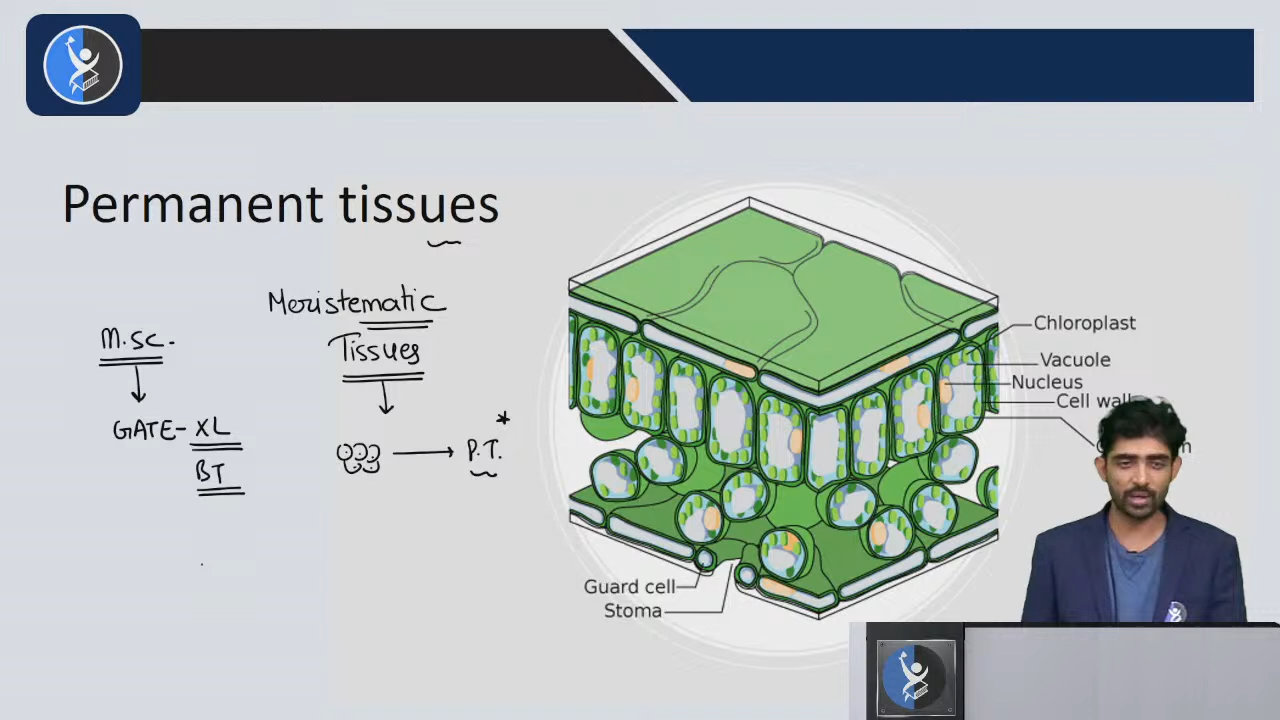 Permanent tissues
M.Sc.
GATE- XL
BT
Meristematic
Tissues
P.T.*
Chloroplast
Vacuole
Nucleus
Cell wall
Guard cell
Stoma